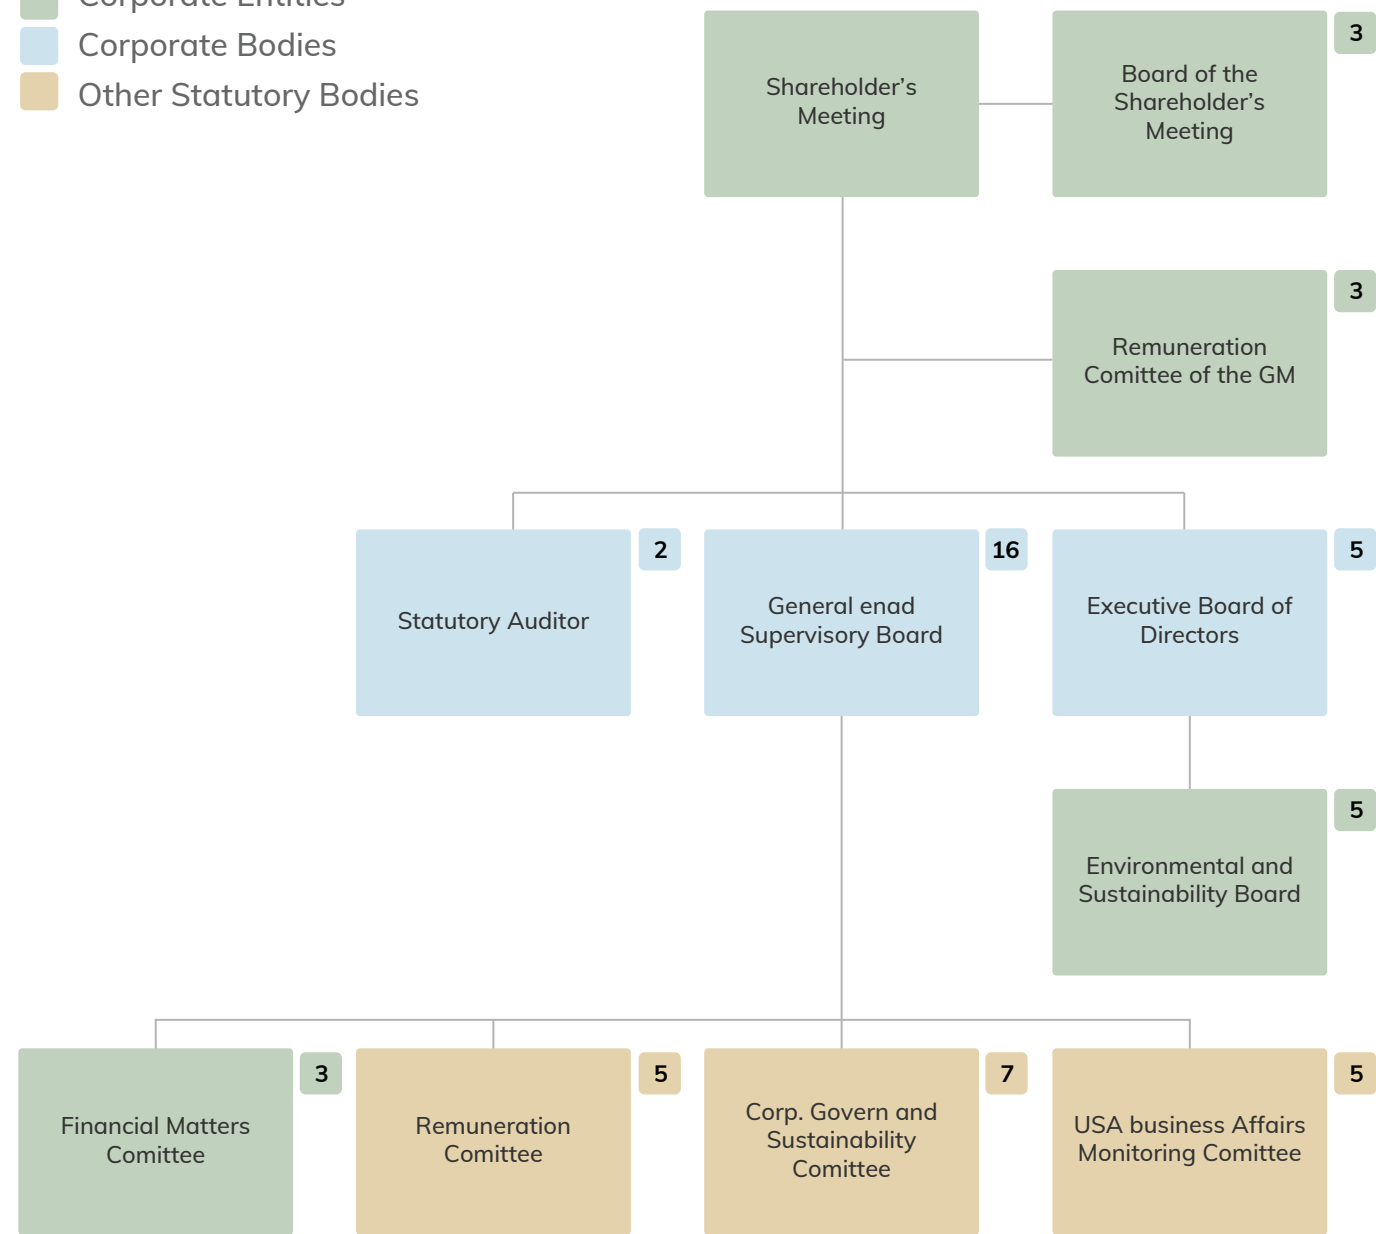 Corporate Entities
Corporate Bodies
Other Statutory Bodies
Shareholder’s
Meeting
Board of the
Shareholder’s
Meeting
3
Remuneration
Comittee of the GM
3
Statutory Auditor
2
General enad
Supervisory Board
16
Executive Board of
Directors
5
Environmental and
Sustainability Board
5
Financial Matters
Comittee
3
Remuneration
Comittee
5
Corp. Govern and
Sustainability
Comittee
7
USA business Affairs
Monitoring Comittee
5